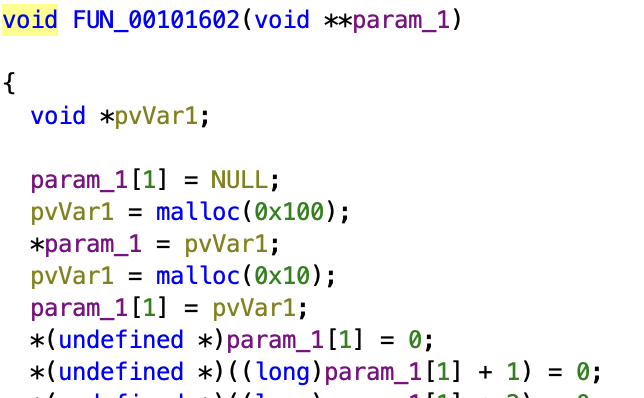 void FUN_00101602(void **param_1)
{
void *pvVar1;
param_1[1] = NULL;
pvVar1 = malloc(0x100);
*param_1 = pvVar1;
pvVar1 = malloc(0x10);
param_1[1] = pvVar1;
*(undefined *)param_1[1] = 0;
*(undefined *)((long)param_1[1] + 1) = 0;